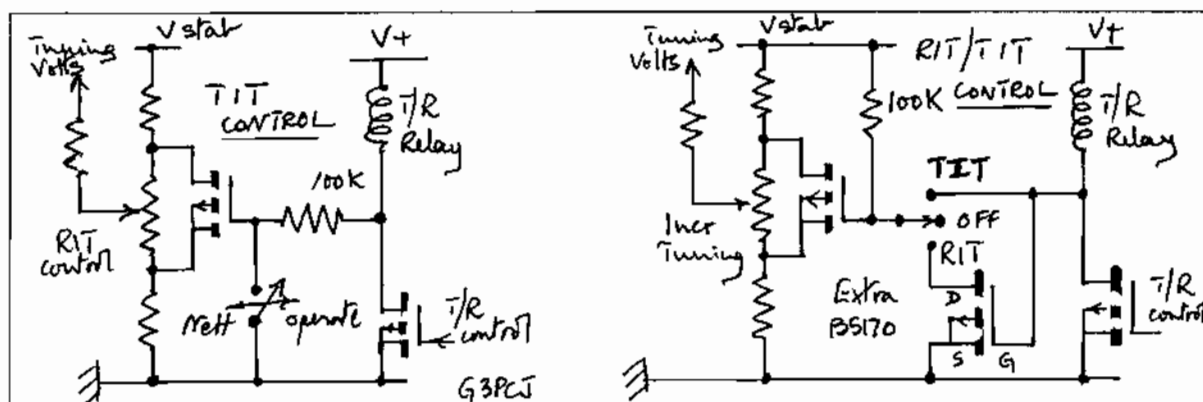 Tuning
Volts
Vstab
V+
TIT
CONTROL
T/R
Relay
100K
RIT
control
Nett
operate
T/R
control
G3PCJ
Tuning
Volts
Vstab
RIT/TIT
CONTROL
100K
V+
T/R
Relay
TIT
OFF
RIT
Incr
Tuning
Extra
BS170
D
S
G
T/R
control